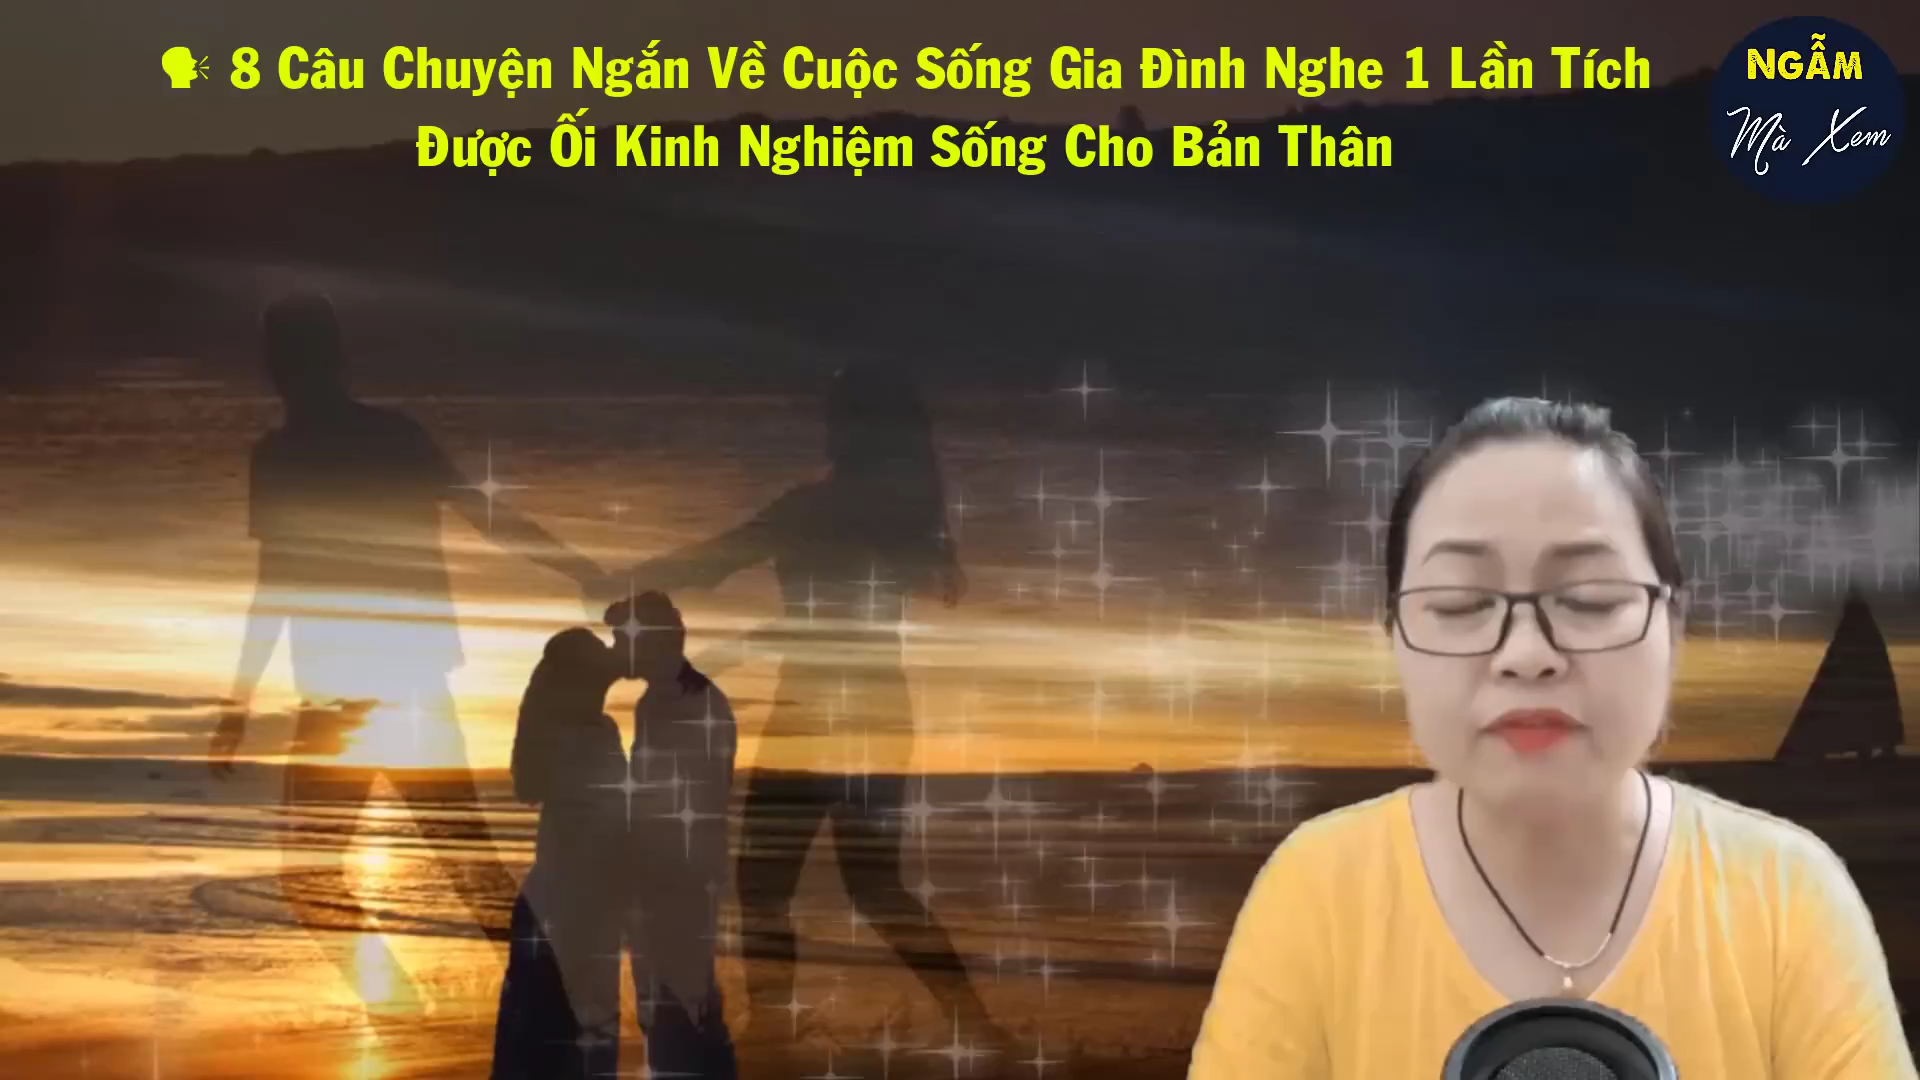 8 Câu Chuyện Ngắn Về Cuộc Sống Gia Đình Nghe 1 Lần Tích
Được Ối Kinh Nghiệm Sống Cho Bản Thân
NGẪM
Mà Xem